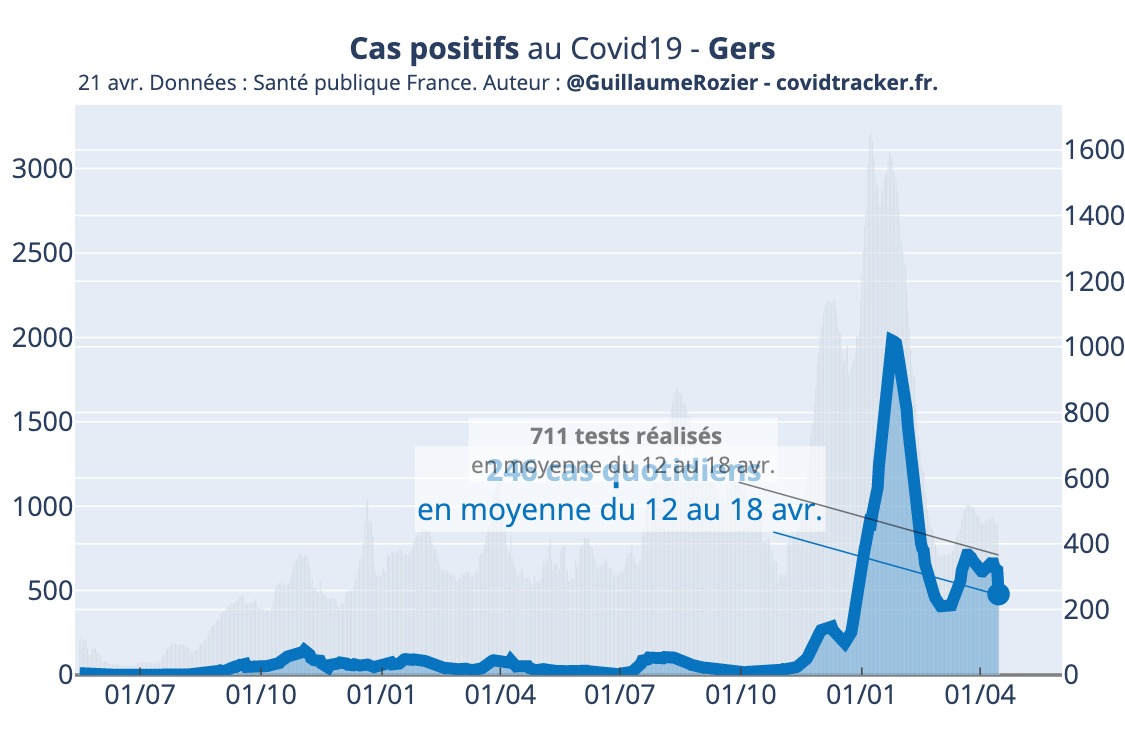 Cas positifs au Covid19 - Gers
21 avr. Données : Santé publique France. Auteur : @GuillaumeRozier - covidtracker.fr.
3000
2500
2000
1500
1000
500
0
1600
1400
1200
1000
800
600
400
200
0
711 tests réalisés
en moyenne du 12 au 18 avr.
246 cas quotidiens
en moyenne du 12 au 18 avr.
01/07 01/10 01/01 01/04 01/07 01/10 01/01 01/04